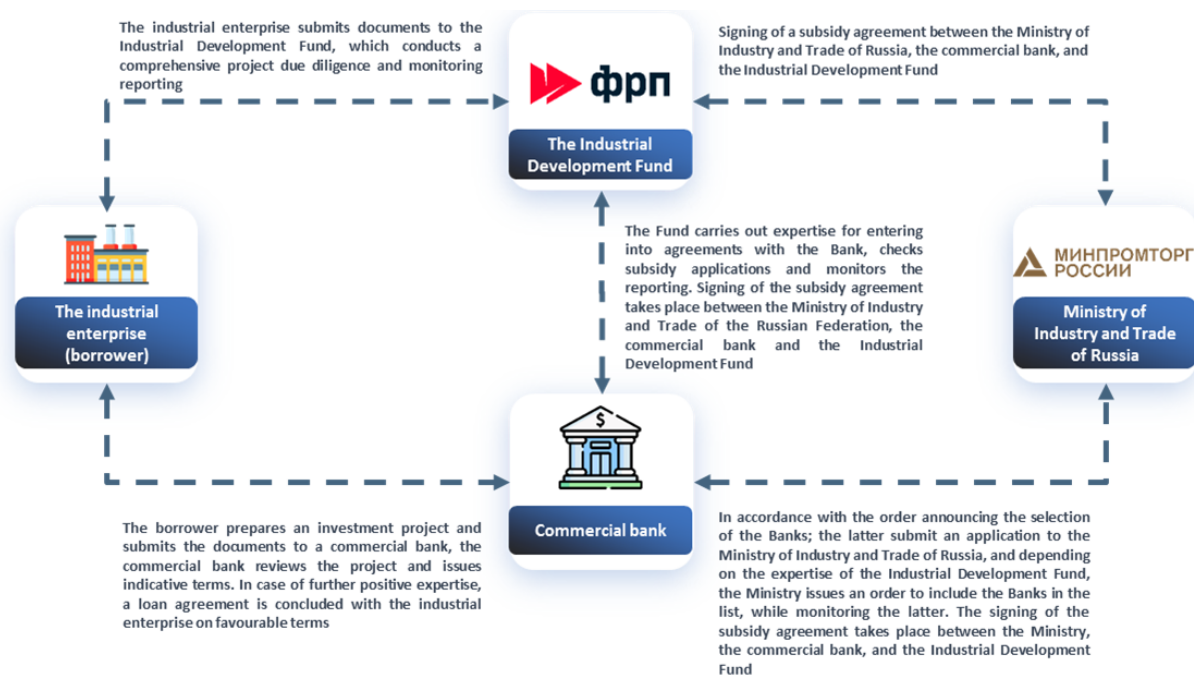 The industrial enterprise submits documents to the
Industrial Development Fund, which conducts a
comprehensive project due diligence and monitoring
reporting
фрп
The Industrial
Development Fund
Signing of a subsidy agreement between the Ministry of
Industry and Trade of Russia, the commercial bank, and
the Industrial Development Fund
The industrial
enterprise
(borrower)
The Fund carries out expertise for entering
into agreements with the Bank, checks
subsidy applications and monitors the
reporting. Signing of the subsidy agreement
takes place between the Ministry of Industry
and Trade of the Russian Federation, the
commercial bank and the Industrial
Development Fund
МИНПРОМТОРГ
РОССИИ
Ministry of
Industry and Trade
of Russia
$
Commercial bank
The borrower prepares an investment project and
submits the documents to a commercial bank, the
commercial bank reviews the project and issues
indicative terms. In case of further positive expertise,
a loan agreement is concluded with the industrial
enterprise on favourable terms
In accordance with the order announcing the selection
of the Banks; the latter submit an application to the
Ministry of Industry and Trade of Russia, and depending
on the expertise of the Industrial Development Fund,
the Ministry issues an order to include the Banks in the
list, while monitoring the latter. The signing of the
subsidy agreement takes place between the Ministry,
the commercial bank, and the Industrial Development
Fund